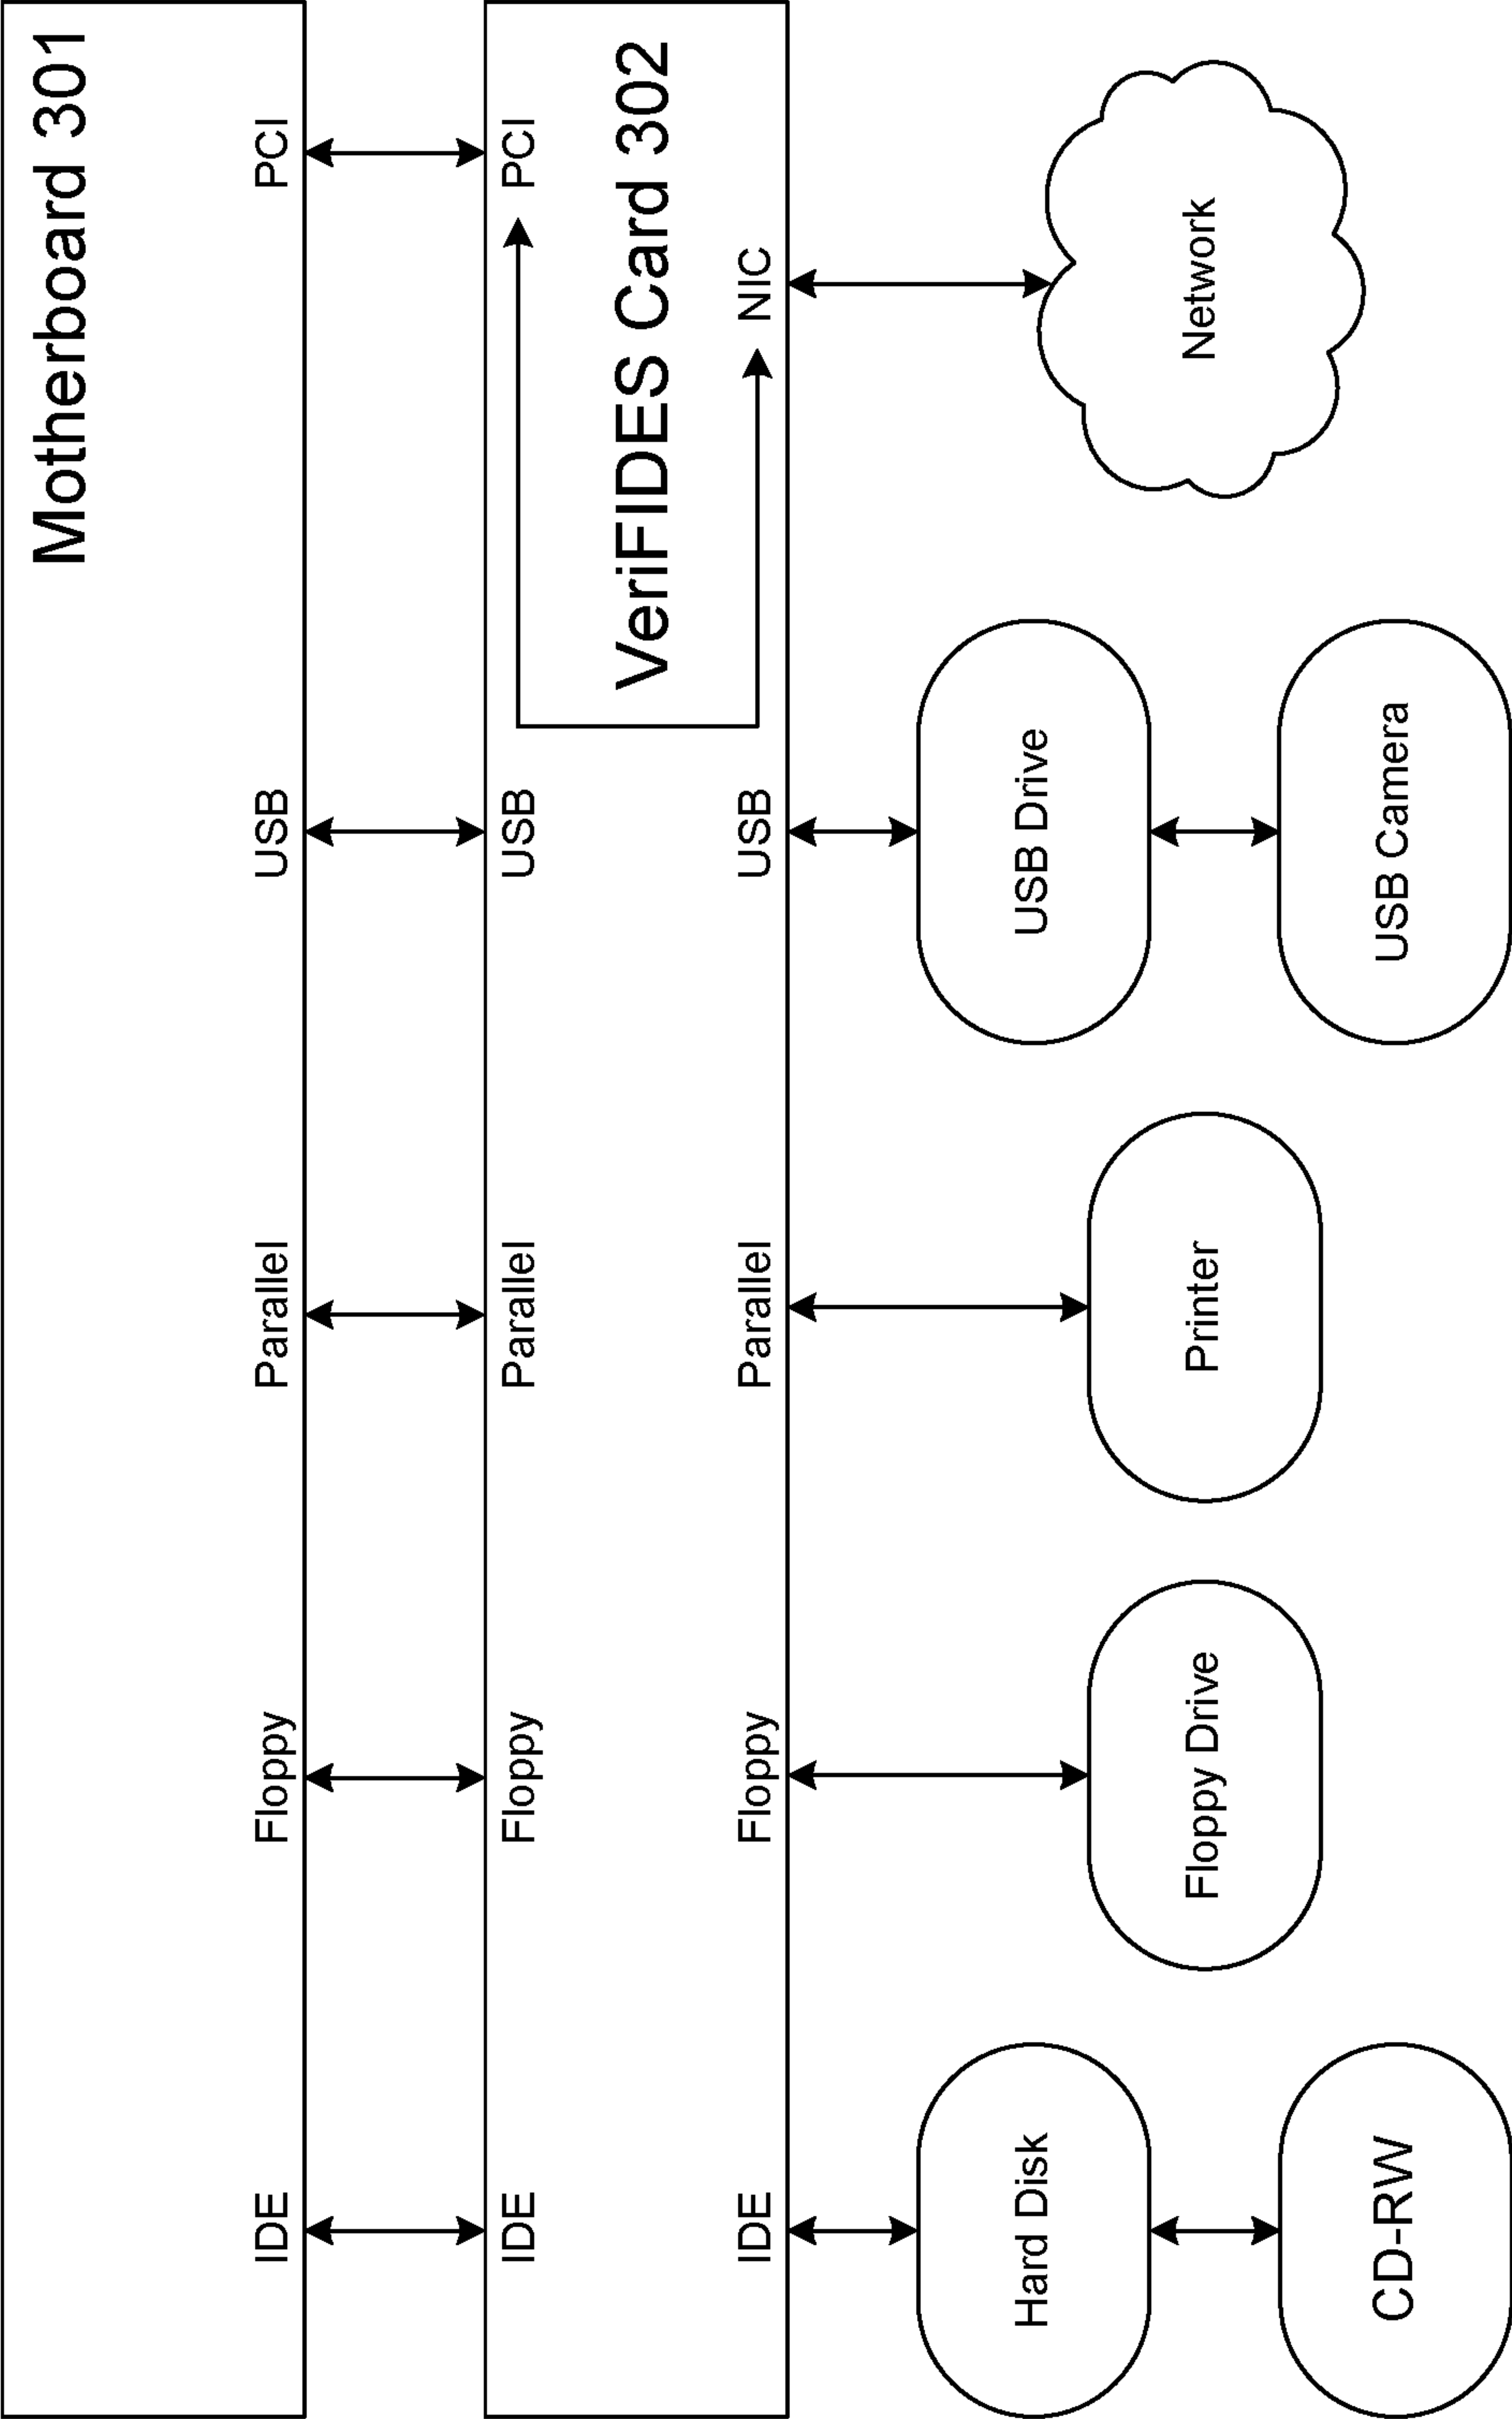 Motherboard 301
IDE
Floppy
Parallel
USB
PCI
IDE
Floppy
Parallel
USB
PCI
VeriFIDES Card 302
IDE
Floppy
Parallel
USB
NIC
Hard Disk
CD-RW
Floppy Drive
Printer
USB Drive
USB Camera
Network